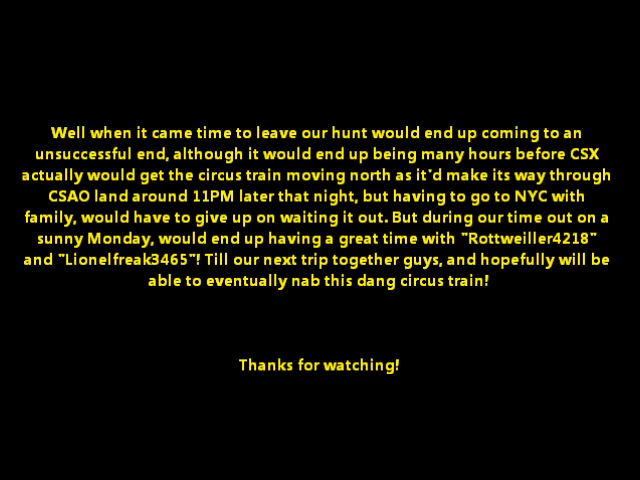 Well when it came time to leave our hunt would end up coming to an
unsuccessful end, although it would end up being many hours before CSX
actually would get the circus train moving north as it'd make its way through
CSAO land around 11PM later that night, but having to go to NYC with
family, would have to give up on waiting it out. But during our time out on a
sunny Monday, would end up having a great time with "Rottweiller4218"
and "Lionelfreak3465"! Till our next trip together guys, and hopefully will be
able to eventually nab this dang circus train!
Thanks for watching!